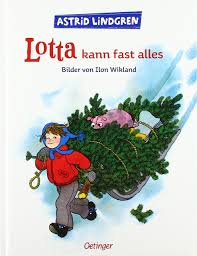 ASTRID LINDGREN
Lotta kann fast alles
Bilder von Ilon Wikland
Oetinger